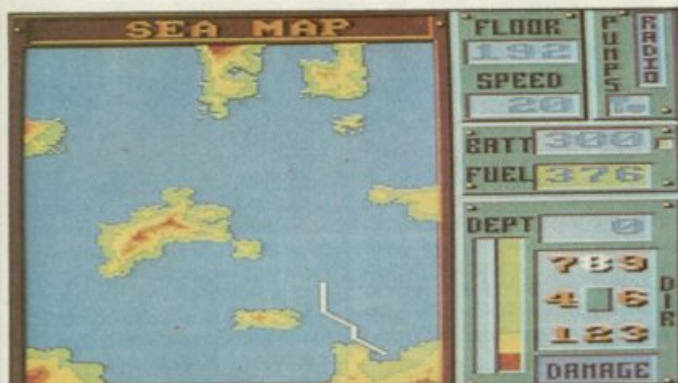 SEA MAP
FLOOR
192
SPEED
20
PUMPS
RADIO
BATT
300
FUEL
376
DEPT
0
789
4 6
123
DIR
DAMAGE